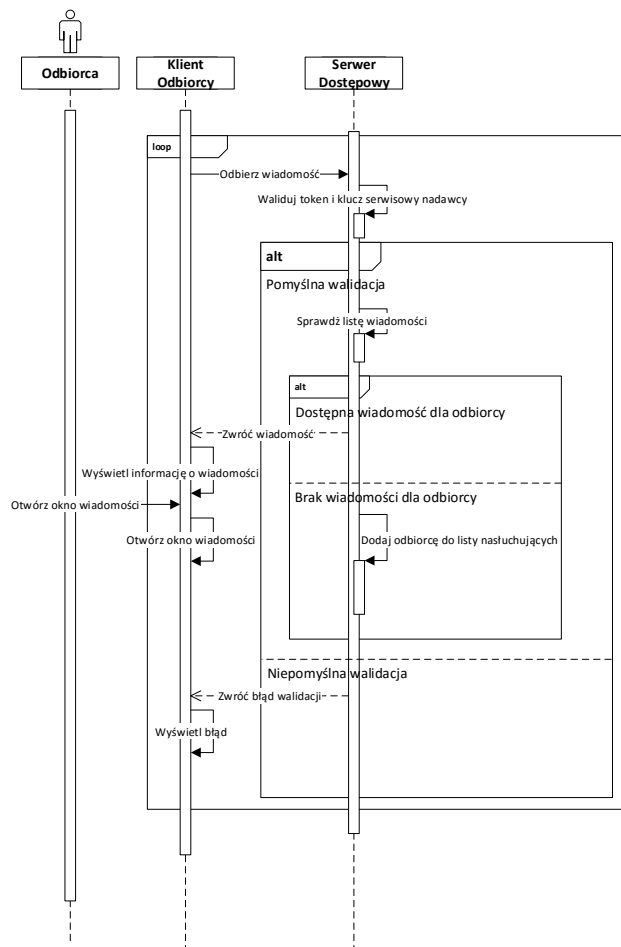 Odbiorca
Klient
Odbiorcy
Serwer
Dostępowy
loop
Odbierz wiadomość
Waliduj token i klucz serwisowy nadawcy
alt
Pomyślna walidacja
Sprawdź listę wiadomości
alt
Dostępna wiadomość dla odbiorcy
Zwróć wiadomość
Wyświetl informację o wiadomości
Brak wiadomości dla odbiorcy
Otwórz okno wiadomości
Otwórz okno wiadomości
Dodaj odbiorcę do listy nasłuchujących
Niepomyślna walidacja
Zwróć błąd walidacji
Wyświetl błąd